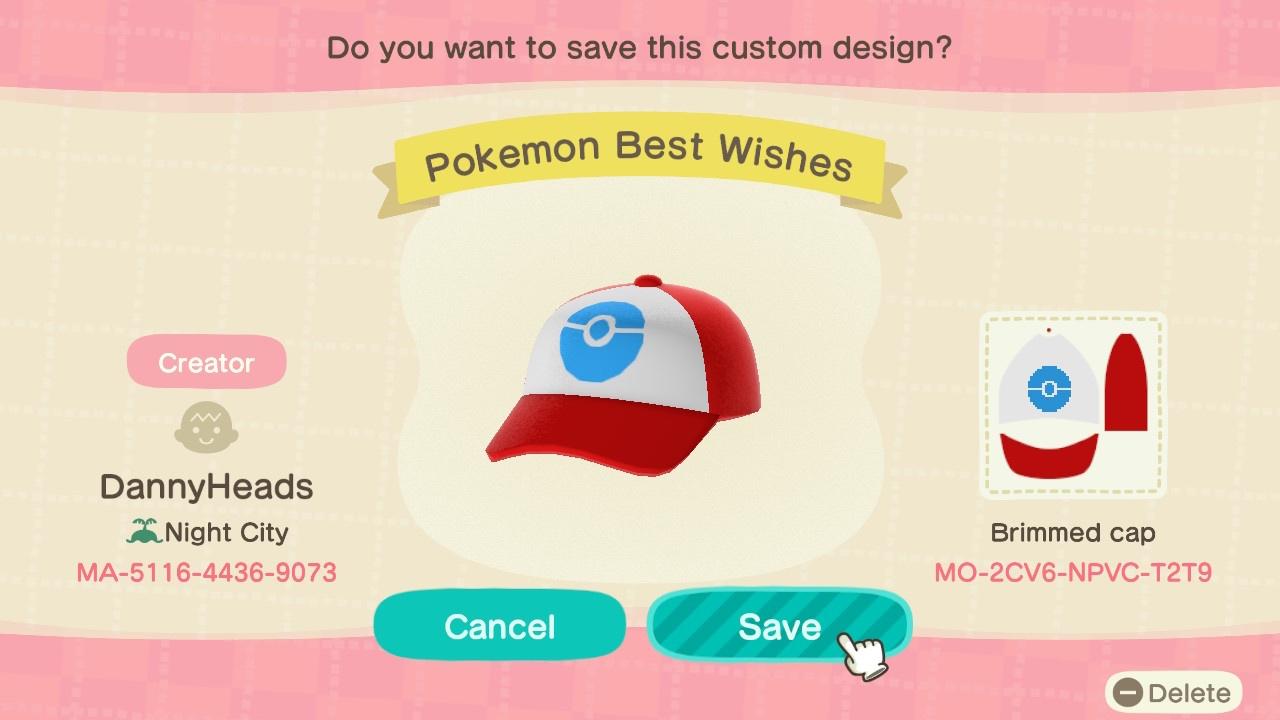 Do you want to save this custom design?
Pokemon Best Wishes
Creator
DannyHeads
Night City
MA-5116-4436-9073
Brimmed cap
MO-2CV6-NPVC-T2T9
Cancel
Save
Delete